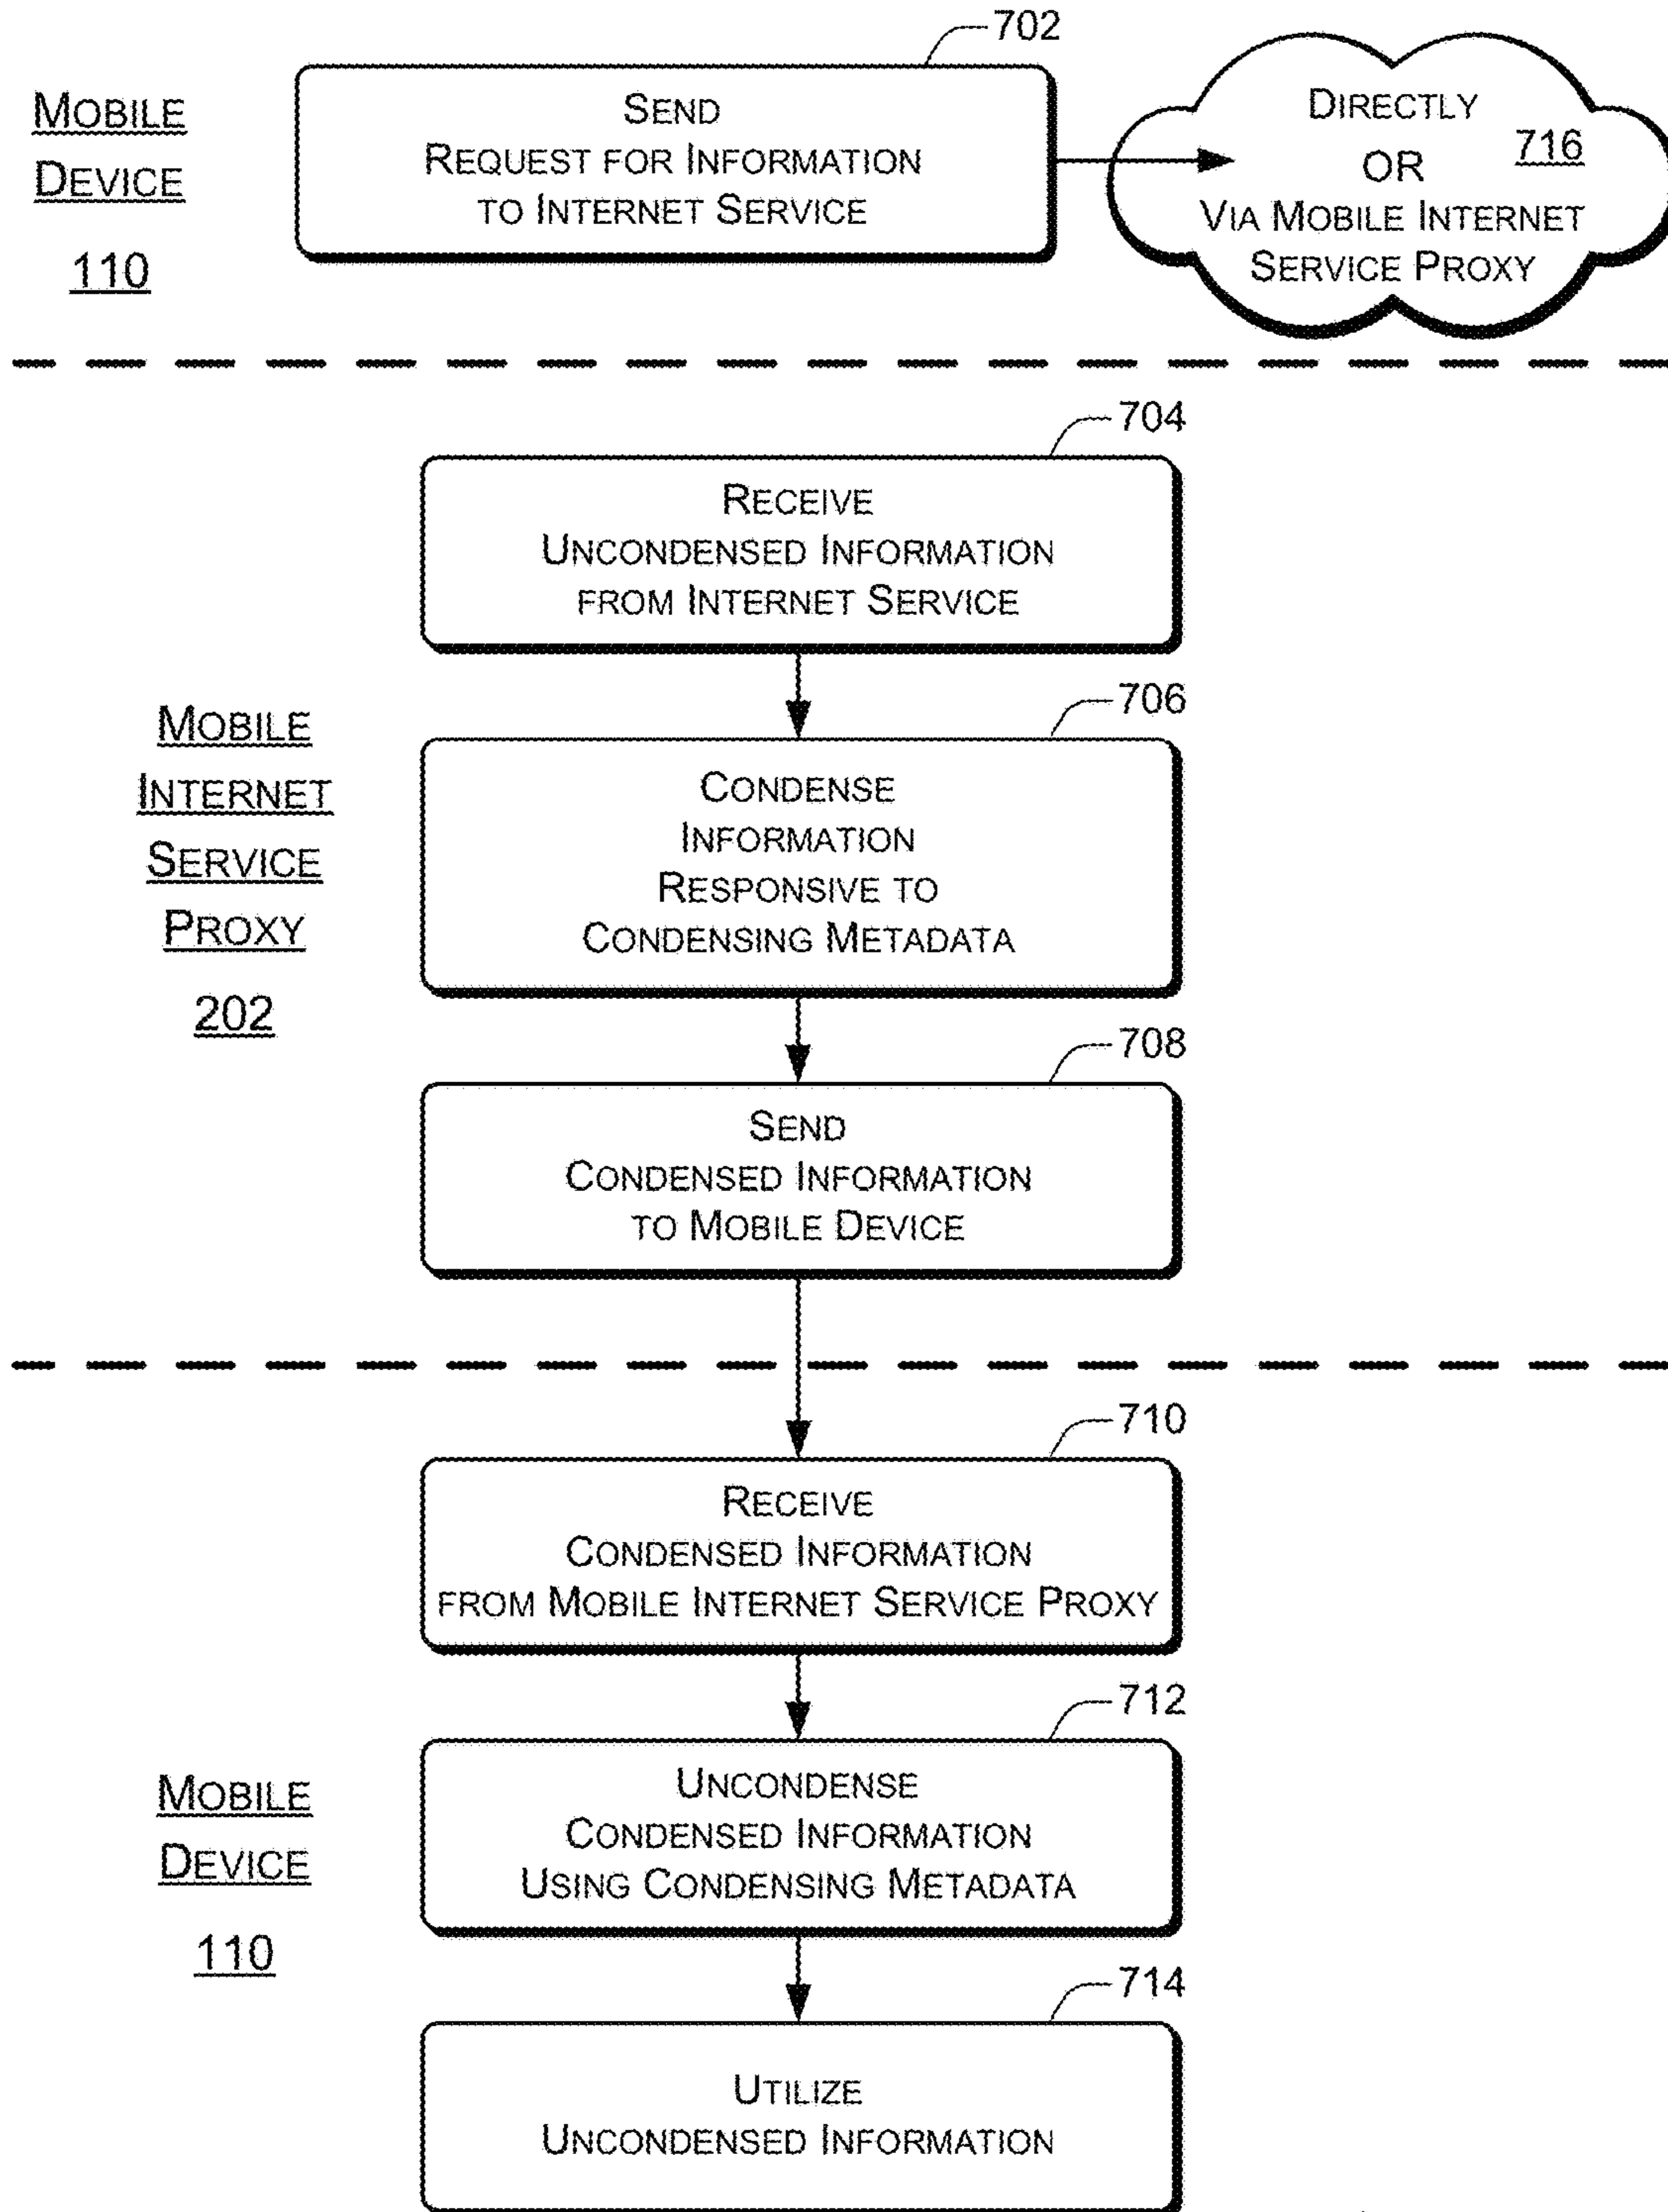 702
MOBILE
DEVICE
110
SEND
REQUEST FOR INFORMATION
TO INTERNET SERVICE
DIRECTLY
OR
716
VIA MOBILE INTERNET
SERVICE PROXY
704
RECEIVE
UNCONDENSED INFORMATION
FROM INTERNET SERVICE
MOBILE
INTERNET
SERVICE
PROXY
202
706
CONDENSE
INFORMATION
RESPONSIVE TO
CONDENSING METADATA
708
SEND
CONDENSED INFORMATION
TO MOBILE DEVICE
710
RECEIVE
CONDENSED INFORMATION
FROM MOBILE INTERNET SERVICE PROXY
MOBILE
DEVICE
110
712
UNCONDENSE
CONDENSED INFORMATION
USING CONDENSING METADATA
714
UTILIZE
UNCONDENSED INFORMATION